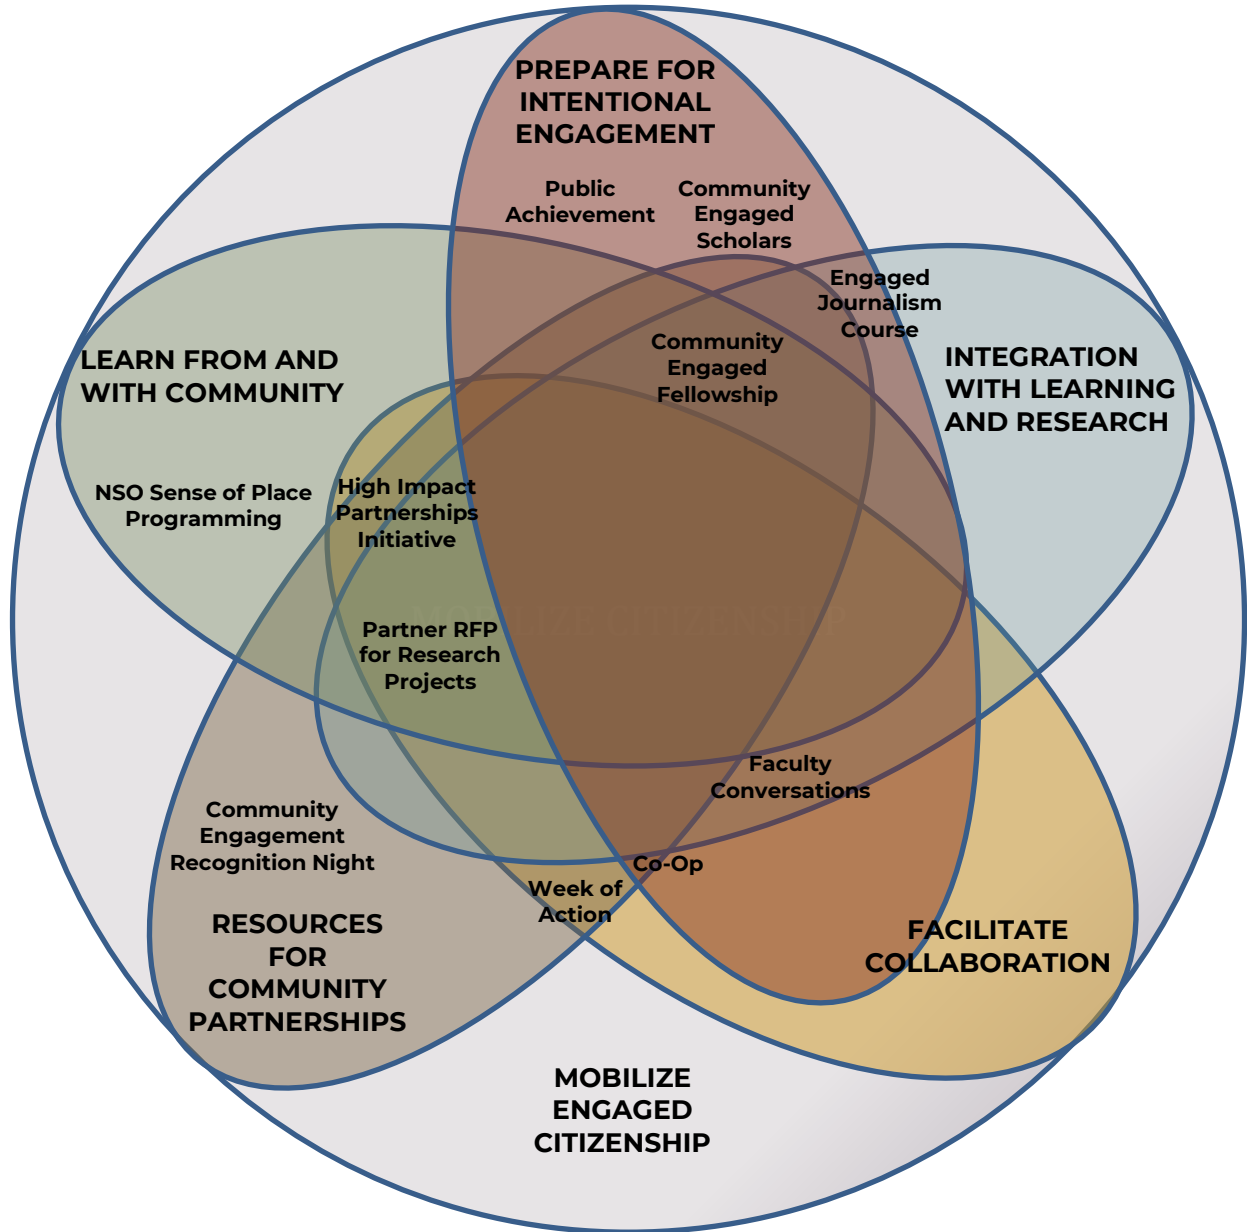 PREPARE FOR
INTENTIONAL
ENGAGEMENT
Public
Achievement
Community
Engaged
Scholars
Engaged
Journalism
Course
Community
Engaged
Fellowship
LEARN FROM AND
WITH COMMUNITY
INTEGRATION
WITH LEARNING
AND RESEARCH
NSO Sense of Place
Programming
High Impact
Partnerships
Initiative
MOBILIZE CITIZENSHIP
Partner RFP
for Research
Projects
Faculty
Conversations
Community
Engagement
Recognition Night
Co-Op
Week of
Action
RESOURCES
FOR
COMMUNITY
PARTNERSHIPS
FACILITATE
COLLABORATION
MOBILIZE
ENGAGED
CITIZENSHIP